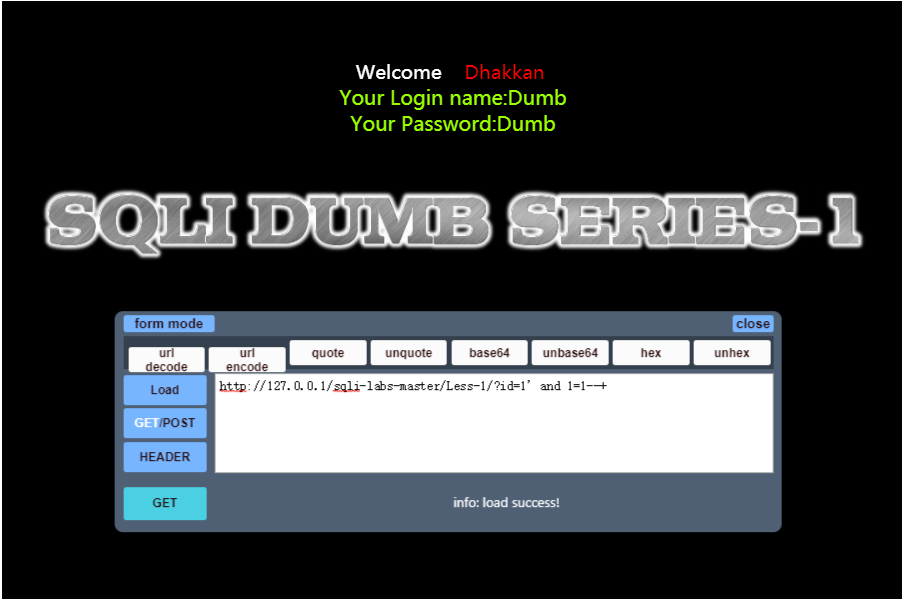 Welcome Dhakkan
Your Login name:Dumb
Your Password:Dumb
SQLI DUMB SERIES-1
form mode close
url decode url encode quote unquote base64 unbase64 hex unhex
Load
http://127.0.0.1/sqli-labs-master/Less-1/?id=1' and 1=1--+
GET/POST
HEADER
GET info: load success!